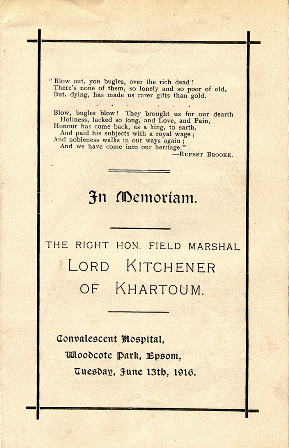 "Blow out, you bugles, over the rich dead!
There's none of them, so lonely and so poor of old,
But, dying, has made us rarer gifts than gold.
Blow, bugles blow! They brought us for our dearth
Holiness, lacked so long, and Love, and Pain,
Honour has come back, as a king, to earth,
And paid his subjects with a royal wage;
And nobleness walks in our ways again;
And we have come into our heritage."
—RUPERT BROOKE.
In Memoriam.
THE RIGHT HON. FIELD MARSHAL
LORD KITCHENER
OF KHARTOUM.
Convalescent Hospital,
Woodcote Park, Epsom,
Tuesday, June 13th, 1916.